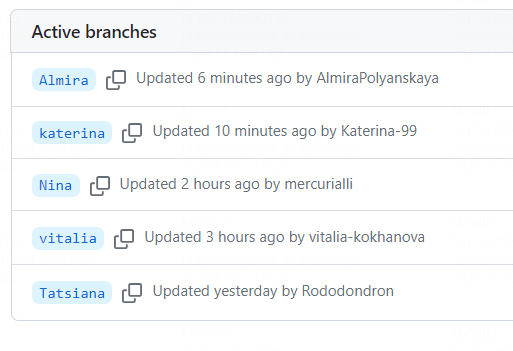 Active branches
Almira Updated 6 minutes ago by AlmiraPolyanskaya
katerina Updated 10 minutes ago by Katerina-99
Nina Updated 2 hours ago by mercurialli
vitalia Updated 3 hours ago by vitalia-kokhanova
Tatsiana Updated yesterday by Rododondron